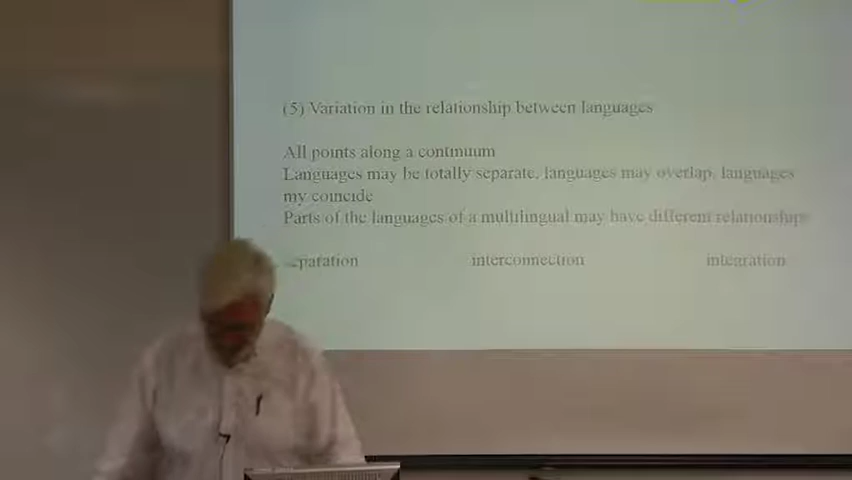 (5) Variation in the relationship between languages
All points along a continuum
Languages may be totally separate, languages may overlap, languages
my coincide
Parts of the languages of a multilingual may have different relationships
paration interconnection integration